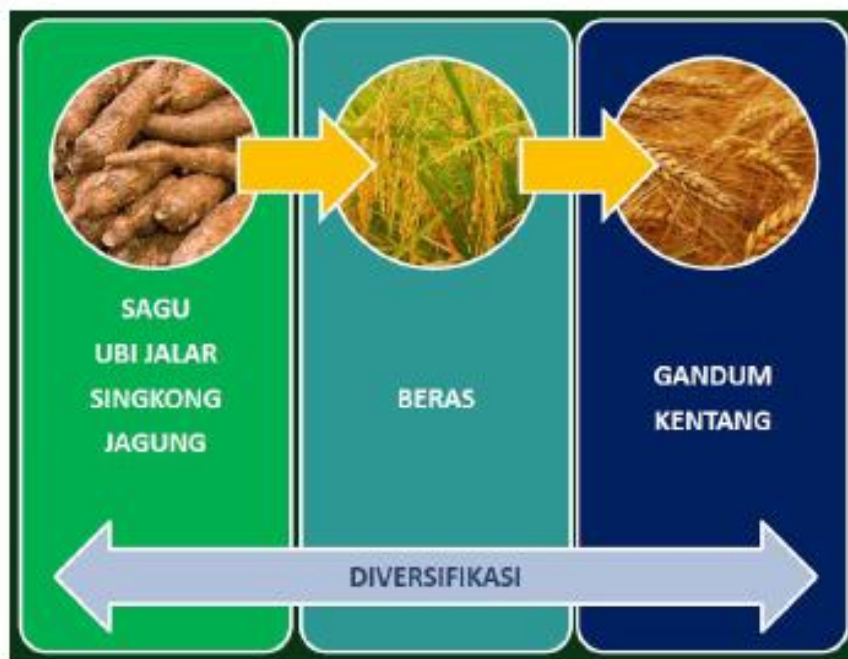 SAGU
UBI JALAR
SINGKONG
JAGUNG
BERAS
GANDUM
KENTANG
DIVERSIFIKASI